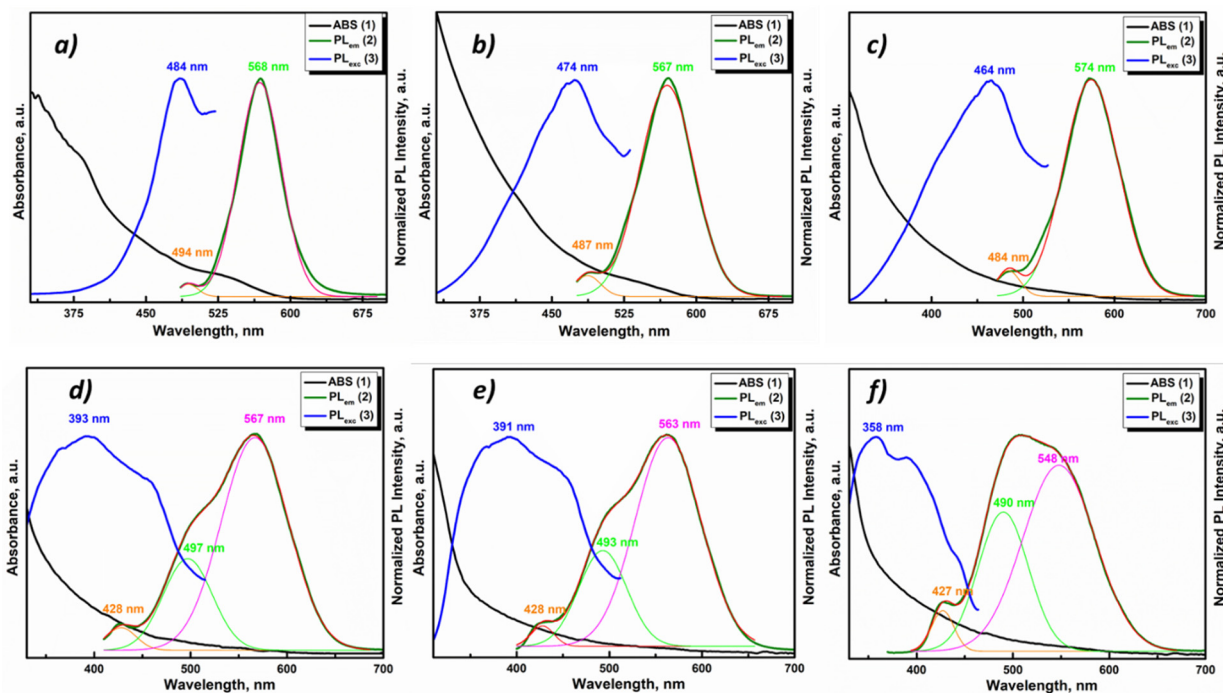 a)
ABS (1)
PLem (2)
PLexc (3)
484 nm
568 nm
494 nm
Absorbance, a.u.
Normalized PL Intensity, a.u.
375 450 525 600 675
Wavelength, nm
b)
ABS (1)
PLem (2)
PLexc (3)
474 nm
567 nm
487 nm
Absorbance, a.u.
Normalized PL Intensity, a.u.
375 450 525 600 675
Wavelength, nm
c)
ABS (1)
PLem (2)
PLexc (3)
464 nm
574 nm
484 nm
Absorbance, a.u.
Normalized PL Intensity, a.u.
400 500 600 700
Wavelength, nm
d)
ABS (1)
PLem (2)
PLexc (3)
393 nm
567 nm
497 nm
428 nm
Absorbance, a.u.
Normalized PL Intensity, a.u.
400 500 600 700
Wavelength, nm
e)
ABS (1)
PLem (2)
PLexc (3)
391 nm
563 nm
493 nm
428 nm
Absorbance, a.u.
Normalized PL Intensity, a.u.
400 500 600 700
Wavelength, nm
f)
ABS (1)
PLem (2)
PLexc (3)
358 nm
548 nm
490 nm
427 nm
Absorbance, a.u.
Normalized PL Intensity, a.u.
400 500 600 700
Wavelength, nm